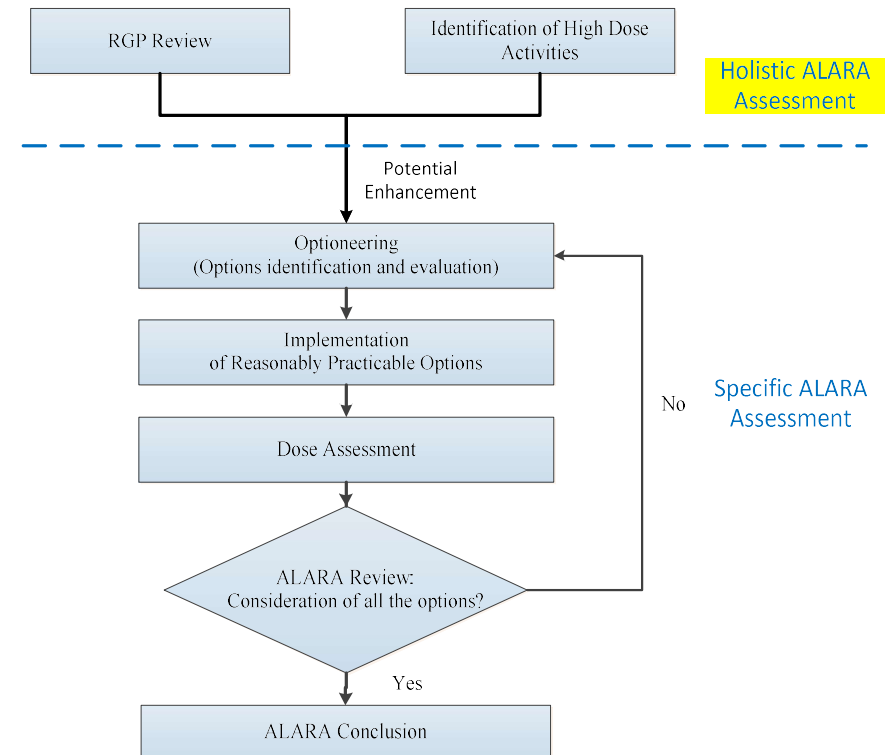 RGP Review
Identification of High Dose
Activities
Holistic ALARA
Assessment
Potential
Enhancement
Optioneering
(Options identification and evaluation)
Implementation
of Reasonably Practicable Options
No
Specific ALARA
Assessment
Dose Assessment
ALARA Review:
Consideration of all the options?
Yes
ALARA Conclusion